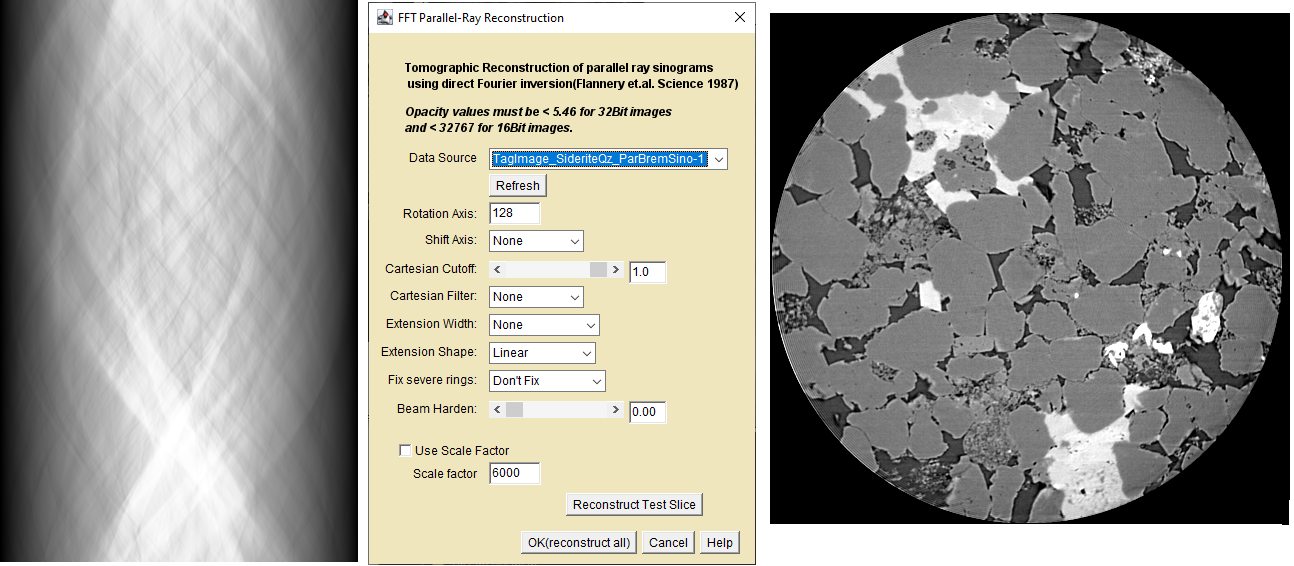 FFT Parallel-Ray Reconstruction
Tomographic Reconstruction of parallel ray sinograms
using direct Fourier inversion(Flannery et.al. Science 1987)
Opacity values must be < 5.46 for 32Bit images
and < 32767 for 16Bit images.
Data Source TagImage_SideriteQz_ParBremSino-1
Refresh
Rotation Axis: 128
Shift Axis: None
Cartesian Cutoff: 1.0
Cartesian Filter: None
Extension Width: None
Extension Shape: Linear
Fix severe rings: Don't Fix
Beam Harden: 0.00
Use Scale Factor
Scale factor 6000
Reconstruct Test Slice
OK(reconstruct all) Cancel Help